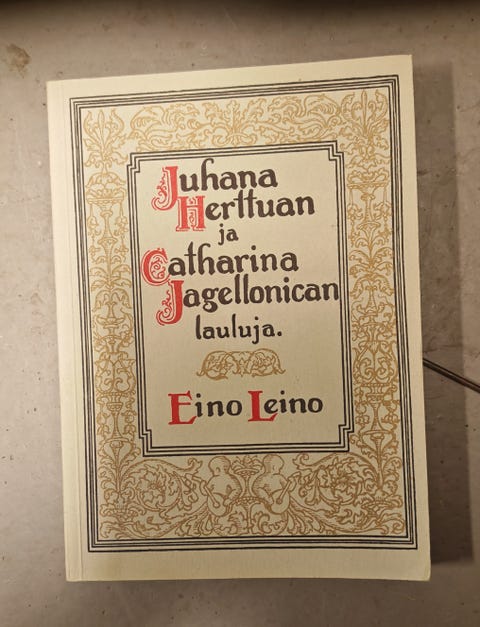 Juhana
Herttuan
ja
Catharina
Jagellonican
lauluja.
Eino Leino